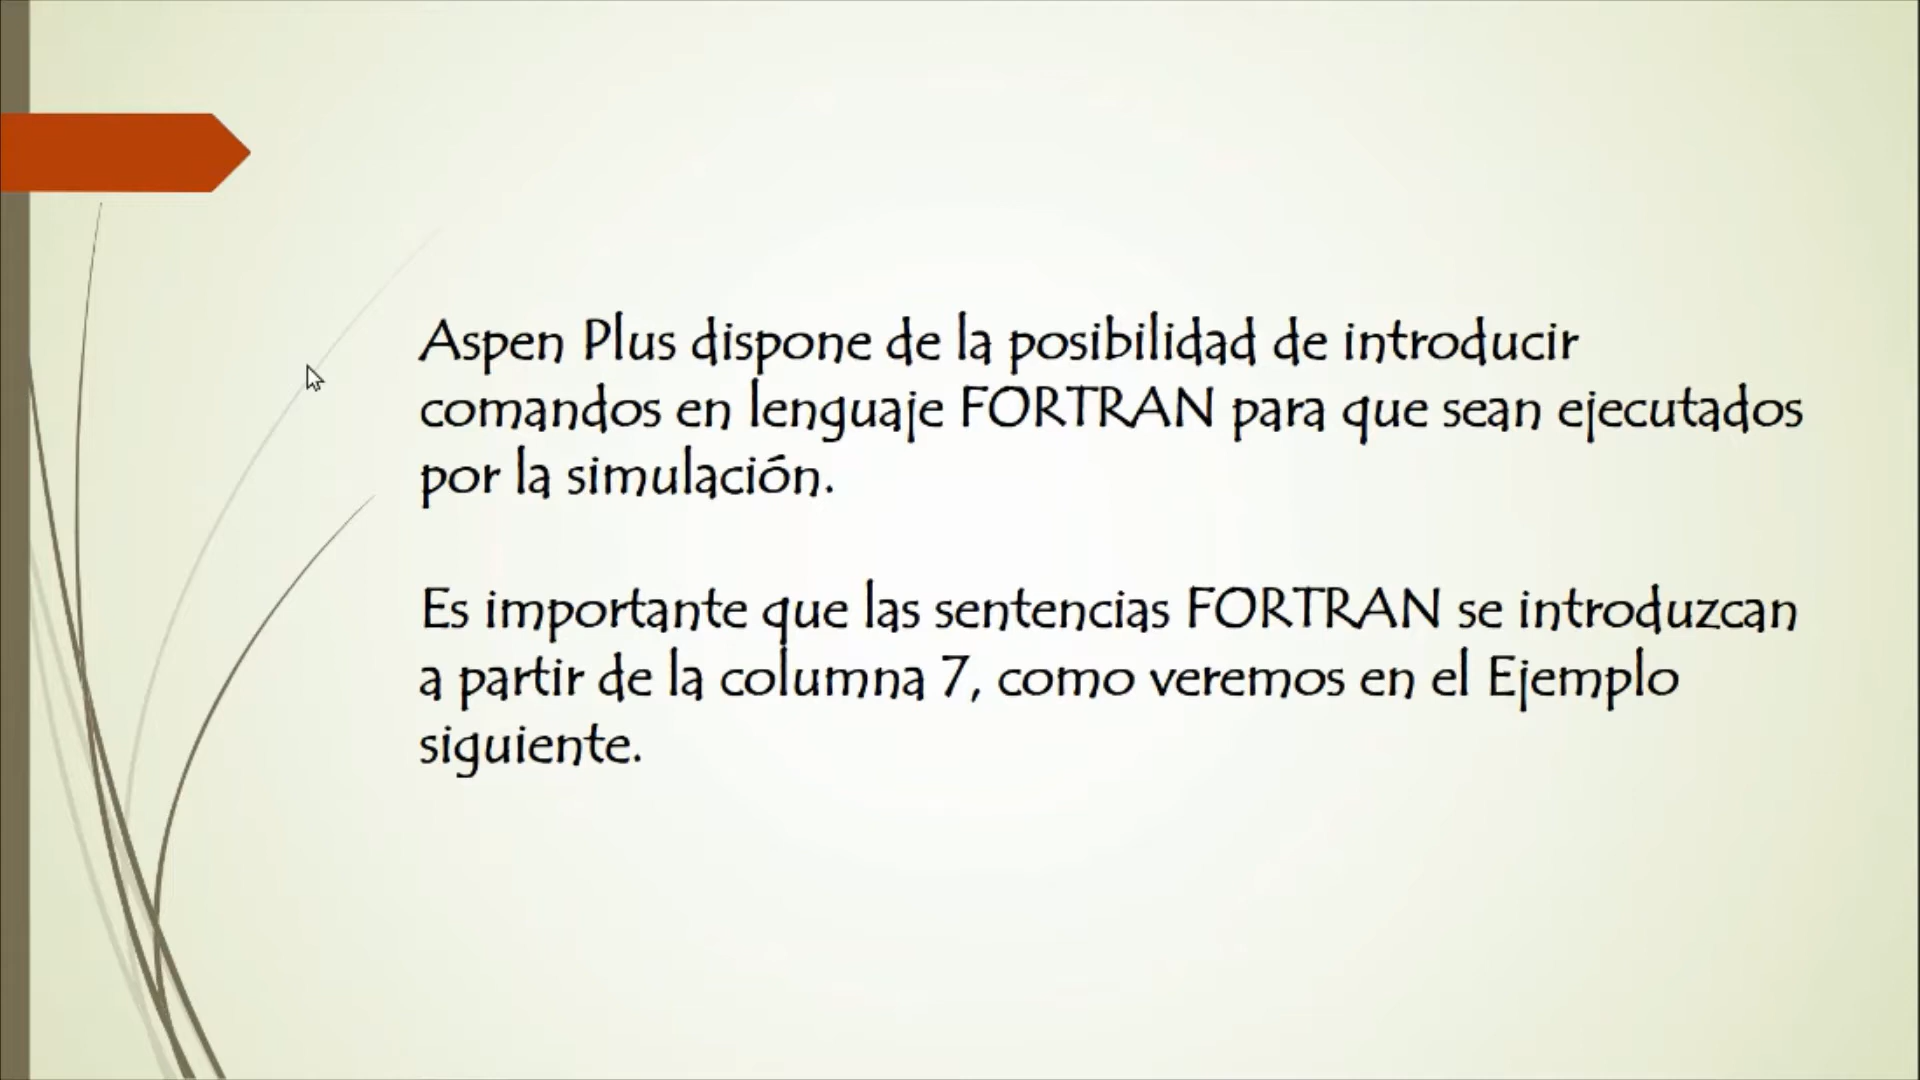 Aspen Plus dispone de la posibilidad de introducir
comandos en lenguaje FORTRAN para que sean ejecutados
por la simulación.
Es importante que las sentencias FORTRAN se introduzcan
a partir de la columna 7, como veremos en el Ejemplo
siguiente.